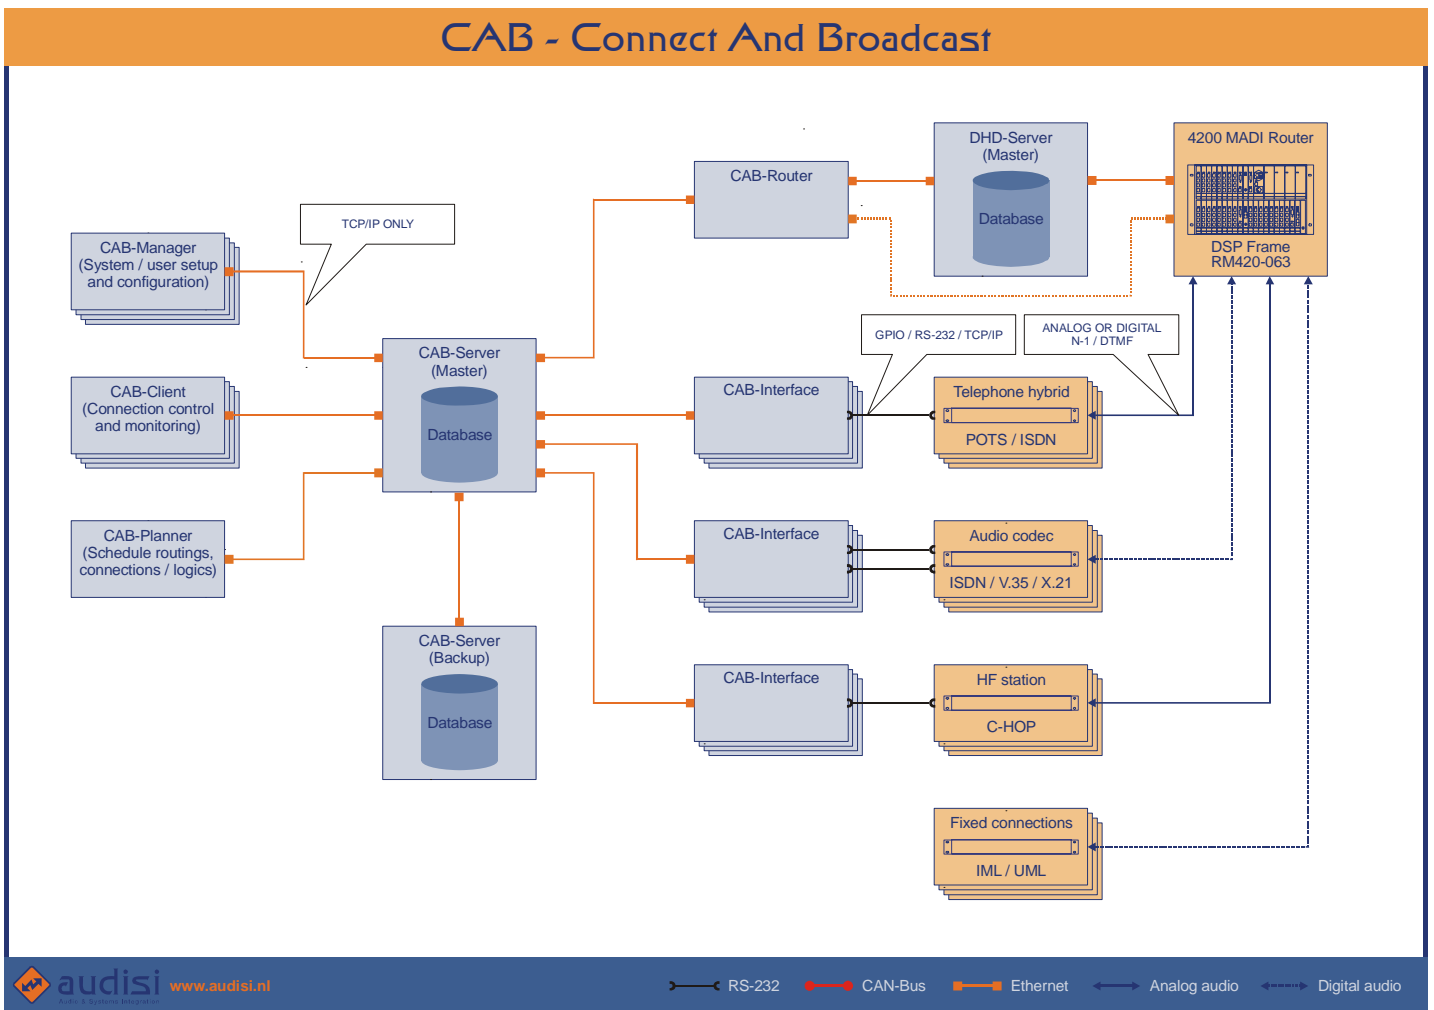 CAB - Connect And Broadcast
DHD-Server
(Master)
Database
4200 MADI Router
DSP Frame
RM420-063
CAB-Router
TCP/IP ONLY
CAB-Manager
(System / user setup
and configuration)
GPIO / RS-232 / TCP/IP
ANALOG OR DIGITAL
N-1 / DTMF
CAB-Server
(Master)
Database
CAB-Client
(Connection control
and monitoring)
CAB-Interface
Telephone hybrid
POTS / ISDN
CAB-Planner
(Schedule routings,
connections / logics)
CAB-Interface
Audio codec
ISDN / V.35 / X.21
CAB-Server
(Backup)
Database
CAB-Interface
HF station
C-HOP
Fixed connections
IML / UML
audisi
Audio & Systems Integration
www.audisi.nl
RS-232
CAN-Bus
Ethernet
Analog audio
Digital audio